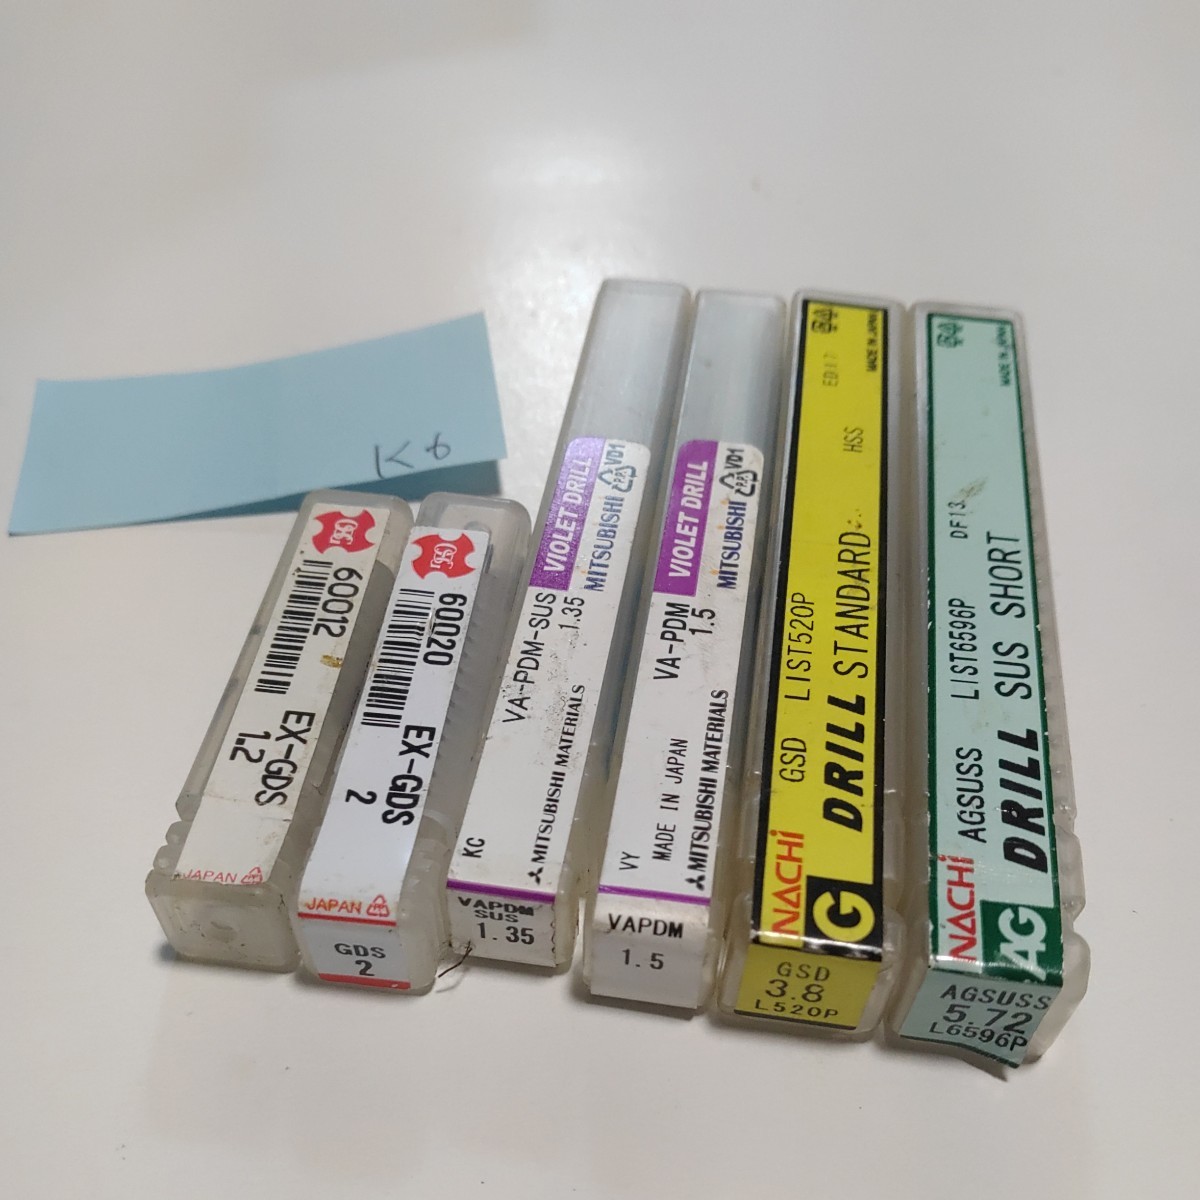 OSG
60012
EX-GDS
1.2
JAPAN
OSG
60020
EX-GDS
2
JAPAN
GDS
2
VIOLET DRILL
MITSUBISHI
VD1
VA-PDM-SUS
1.35
KC
MITSUBISHI MATERIALS
VAPDM
SUS
1.35
VIOLET DRILL
MITSUBISHI
VD1
VA-PDM
1.5
VY
MADE IN JAPAN
MITSUBISHI MATERIALS
VAPDM
1.5
MADE IN JAPAN
HSS
GSD LIST520P
DRILL STANDARD
NACHi
G
GSD
3.8
L520P
MADE IN JAPAN
DF13
AGSUSS LIST6596P
DRILL SUS SHORT
NACHi
AG
AGSUSS
5.72
L6596P